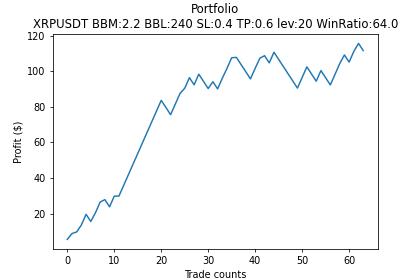 Portfolio
XRPUSDT BBM:2.2 BBL:240 SL:0.4 TP:0.6 lev:20 WinRatio:64.0
120
100
80
60
40
20
Profit ($)
0 10 20 30 40 50 60
Trade counts